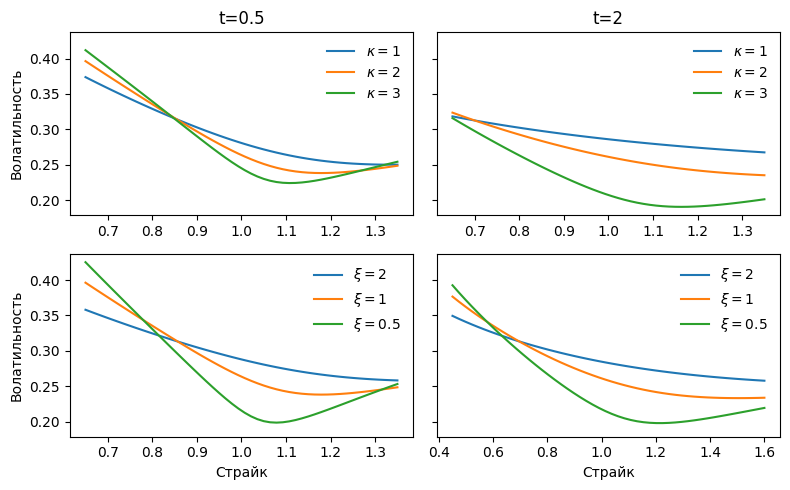 t=0.5
t=2
Волатильность
0.40
0.35
0.30
0.25
0.20
κ = 1
κ = 2
κ = 3
0.7 0.8 0.9 1.0 1.1 1.2 1.3
κ = 1
κ = 2
κ = 3
0.7 0.8 0.9 1.0 1.1 1.2 1.3
Волатильность
0.40
0.35
0.30
0.25
0.20
ξ = 2
ξ = 1
ξ = 0.5
0.7 0.8 0.9 1.0 1.1 1.2 1.3
Страйк
ξ = 2
ξ = 1
ξ = 0.5
0.4 0.6 0.8 1.0 1.2 1.4 1.6
Страйк